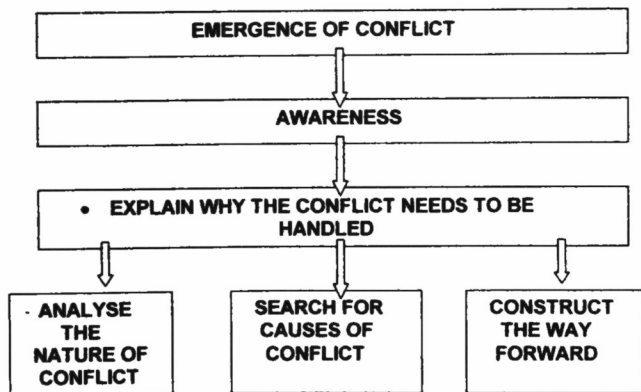 EMERGENCE OF CONFLICT
AWARENESS
• EXPLAIN WHY THE CONFLICT NEEDS TO BE
HANDLED
ANALYSE
THE
NATURE OF
CONFLICT
SEARCH FOR
CAUSES OF
CONFLICT
CONSTRUCT
THE WAY
FORWARD